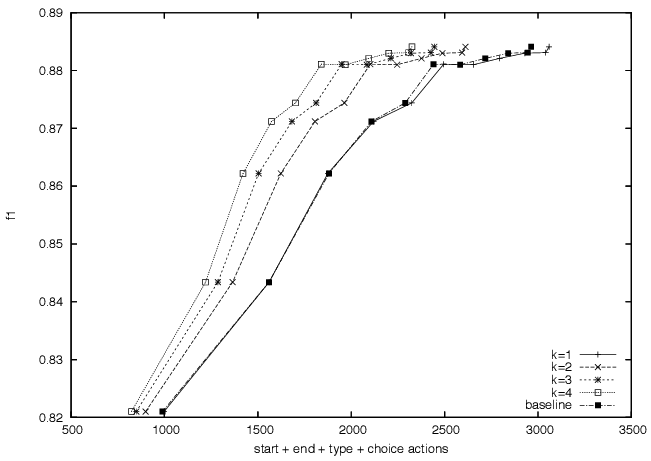 0.89
0.88
0.87
0.86
0.85
0.84
0.83
0.82
f1
500 1000 1500 2000 2500 3000 3500
start + end + type + choice actions
k=1
k=2
k=3
k=4
baseline